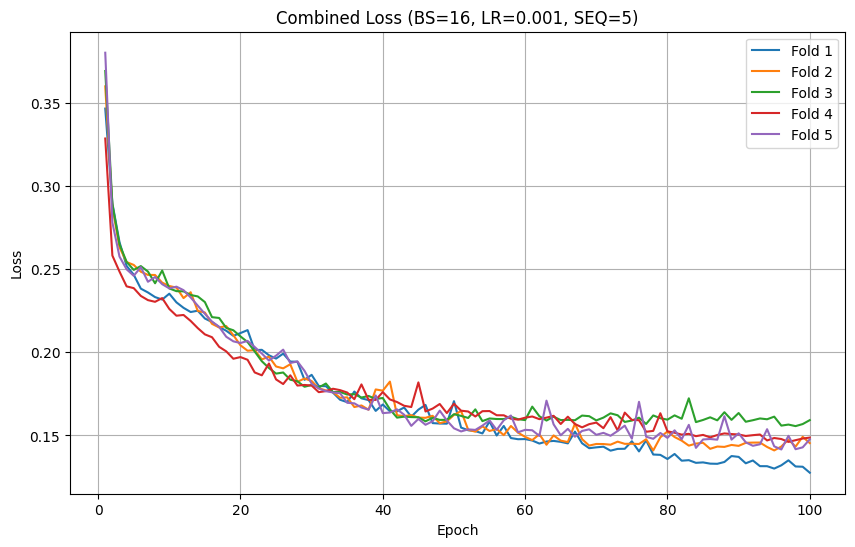 Combined Loss (BS=16, LR=0.001, SEQ=5)
Fold 1
Fold 2
Fold 3
Fold 4
Fold 5
Loss
0.35
0.30
0.25
0.20
0.15
0 20 40 60 80 100
Epoch